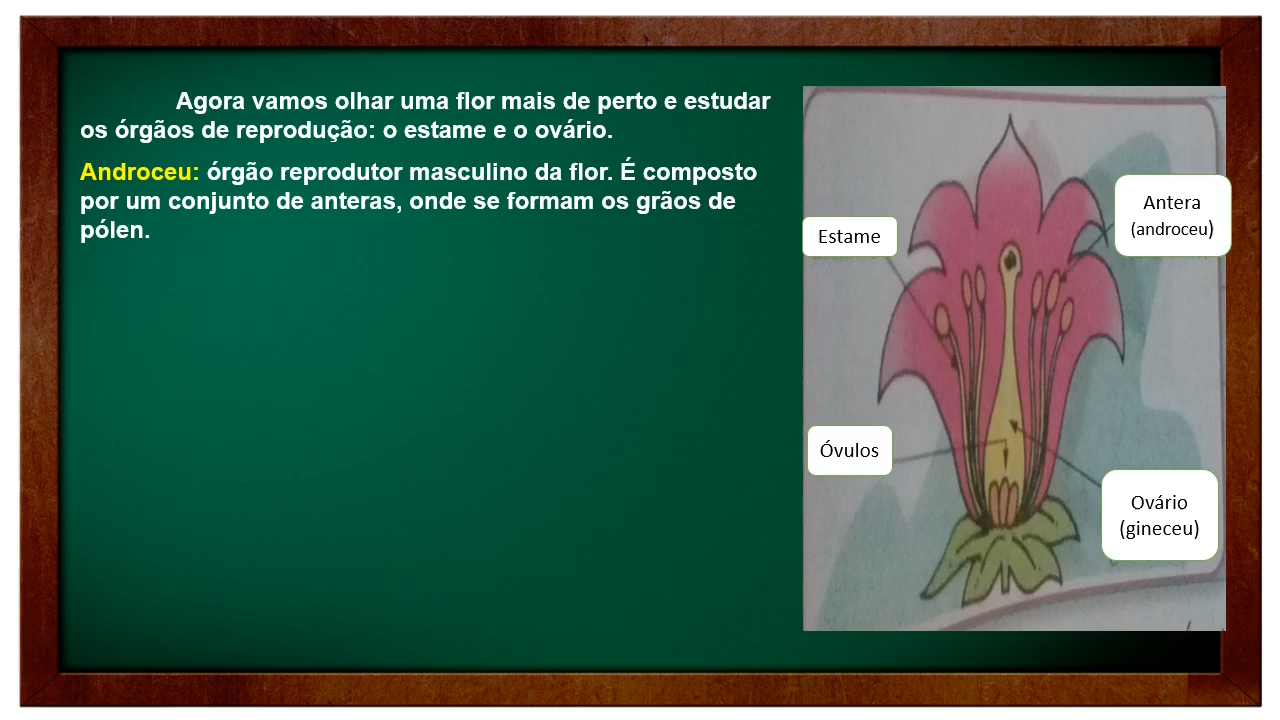 Agora vamos olhar uma flor mais de perto e estudar
os órgãos de reprodução: o estame e o ovário.
Androceu: órgão reprodutor masculino da flor. É composto
por um conjunto de anteras, onde se formam os grãos de
pólen.
Estame
Antera
(androceu)
Óvulos
Ovário
(gineceu)